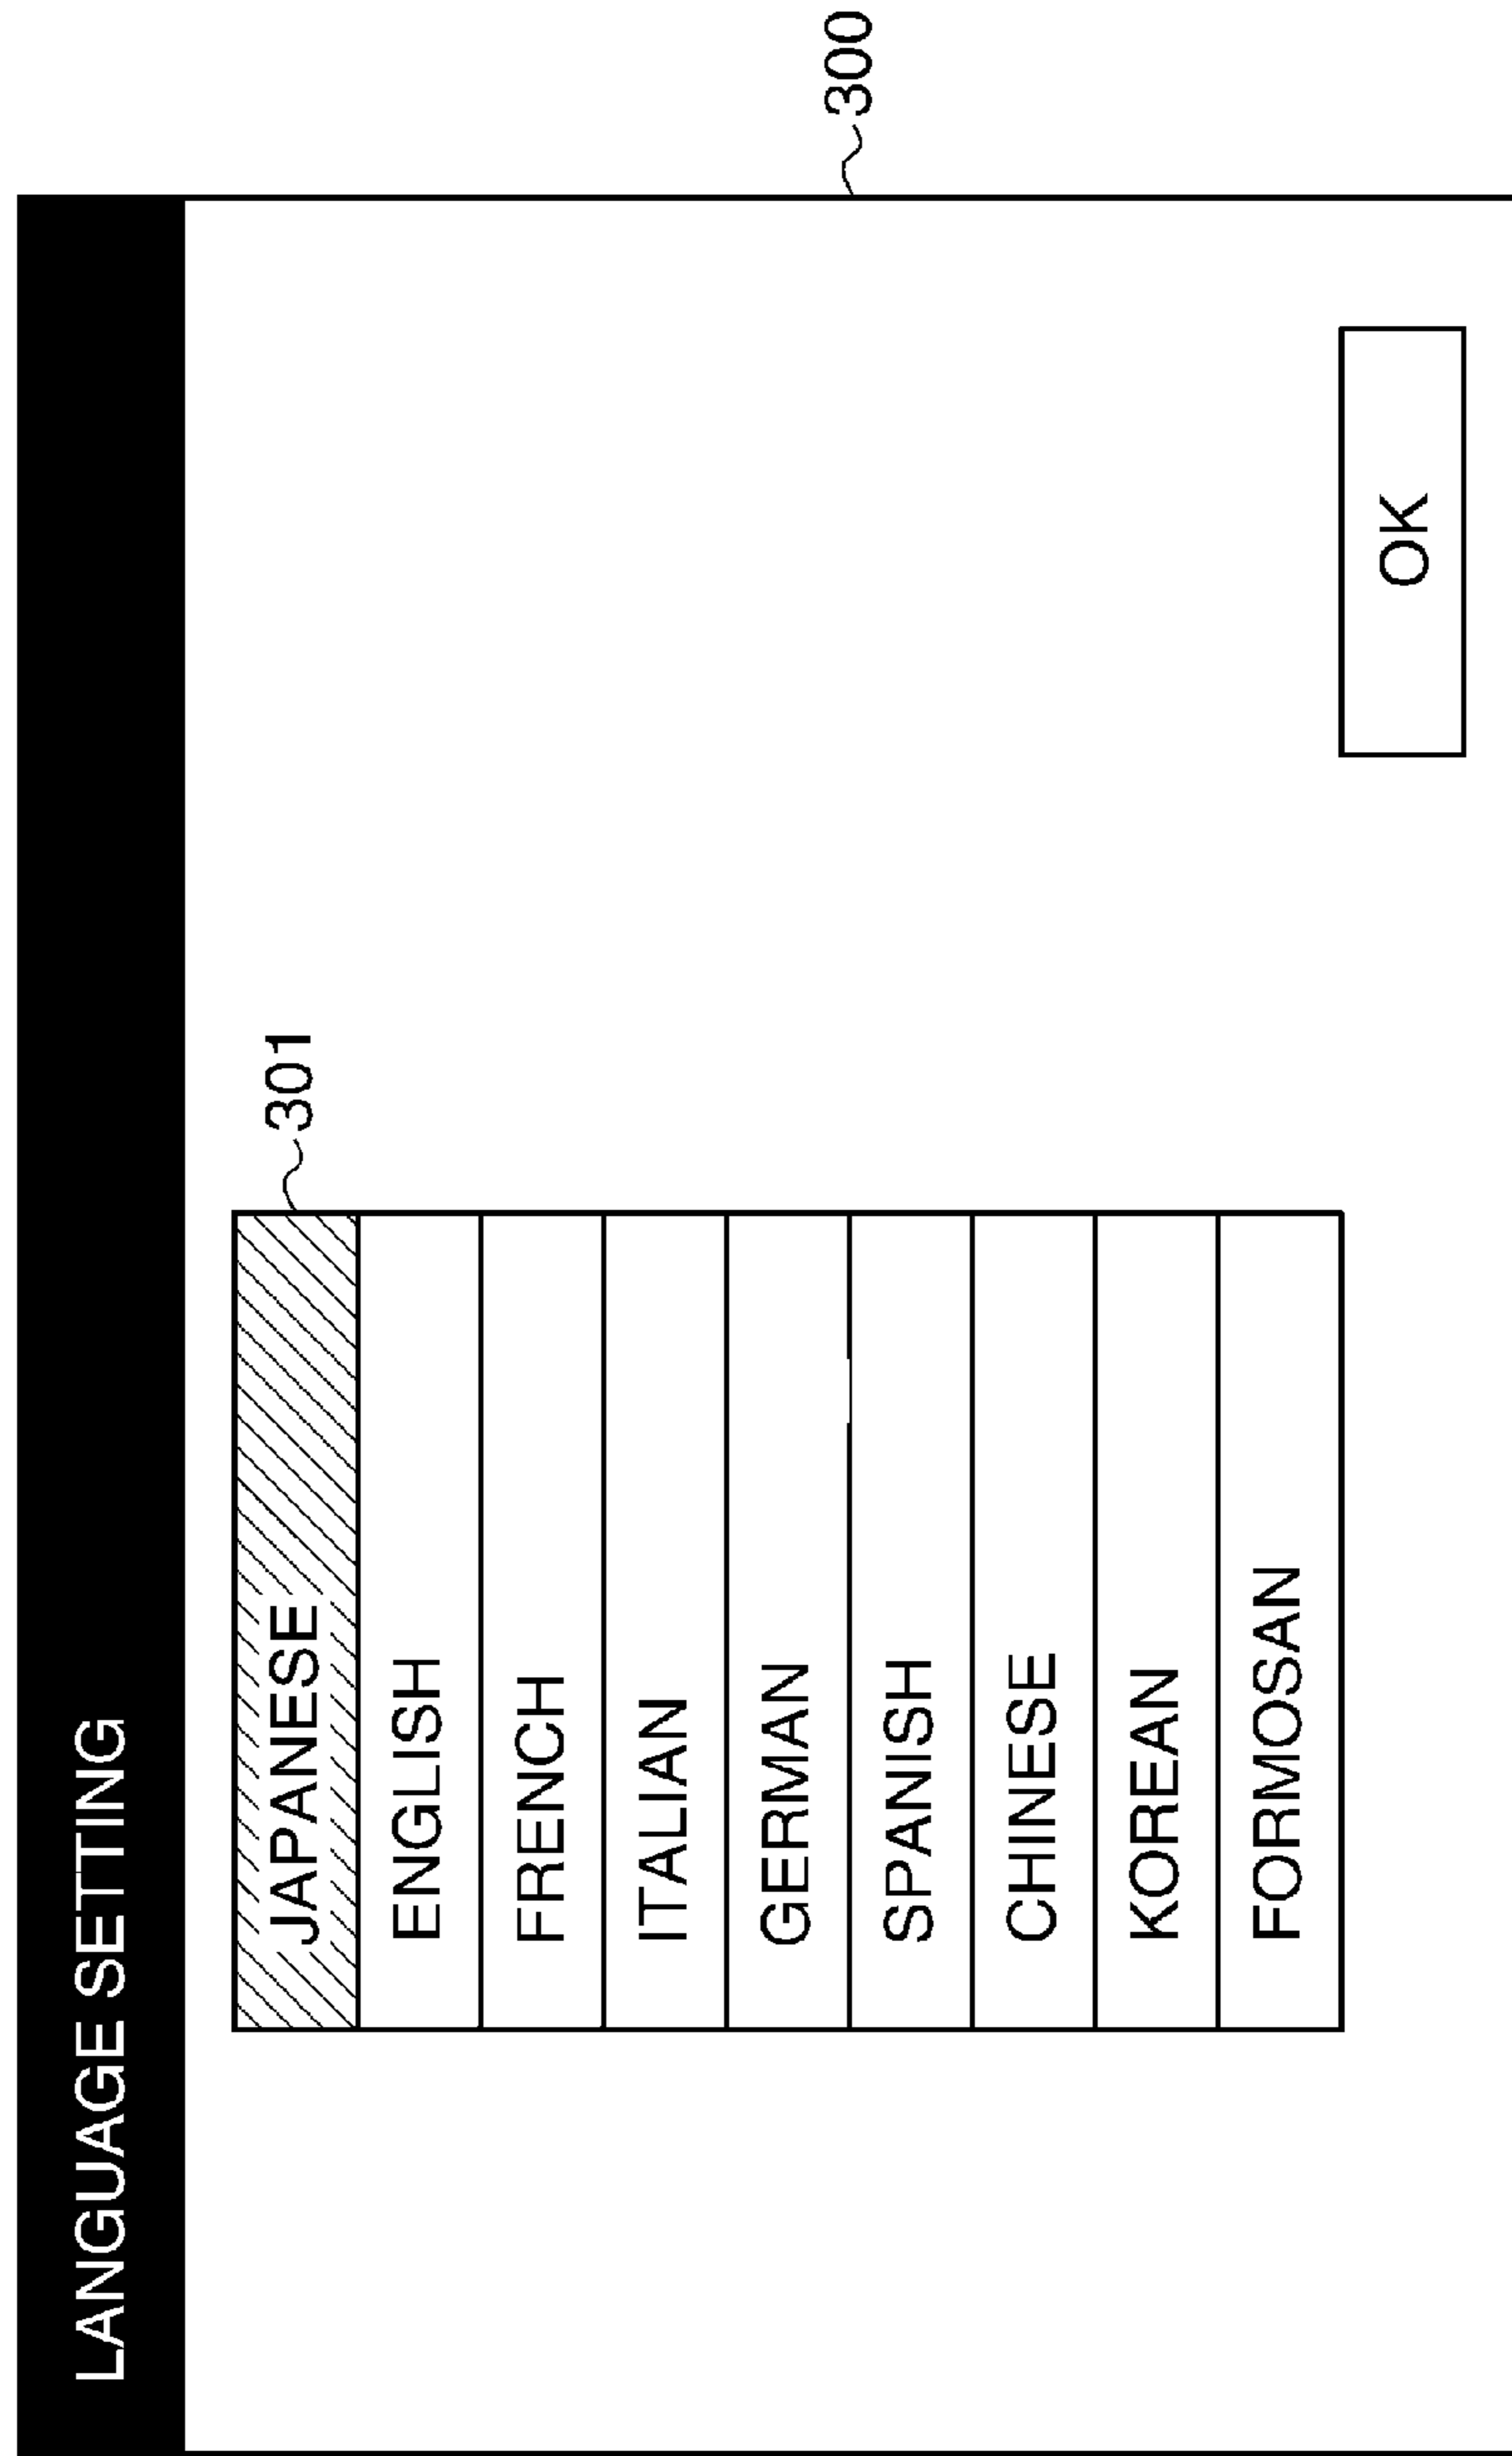 LANGUAGE SETTING
JAPANESE
301
ENGLISH
FRENCH
ITALIAN
GERMAN
300
SPANISH
CHINESE
KOREAN
FORMOSAN
OK